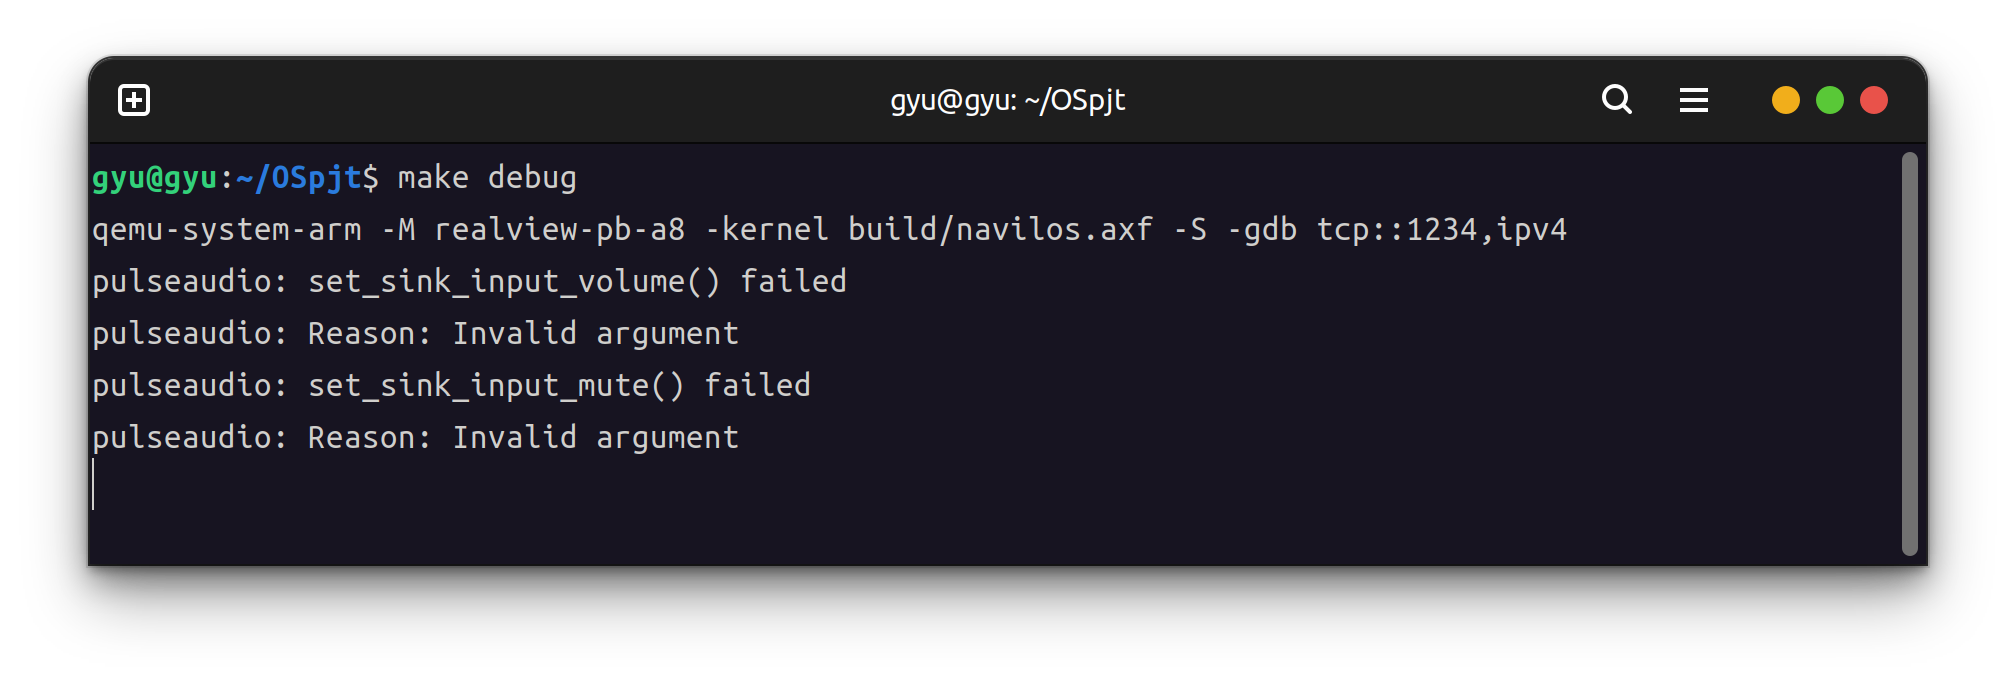 gyu@gyu: ~/OSpjt
gyu@gyu:~/OSpjt$ make debug
qemu-system-arm -M realview-pb-a8 -kernel build/navilos.axf -S -gdb tcp::1234,ipv4
pulseaudio: set_sink_input_volume() failed
pulseaudio: Reason: Invalid argument
pulseaudio: set_sink_input_mute() failed
pulseaudio: Reason: Invalid argument